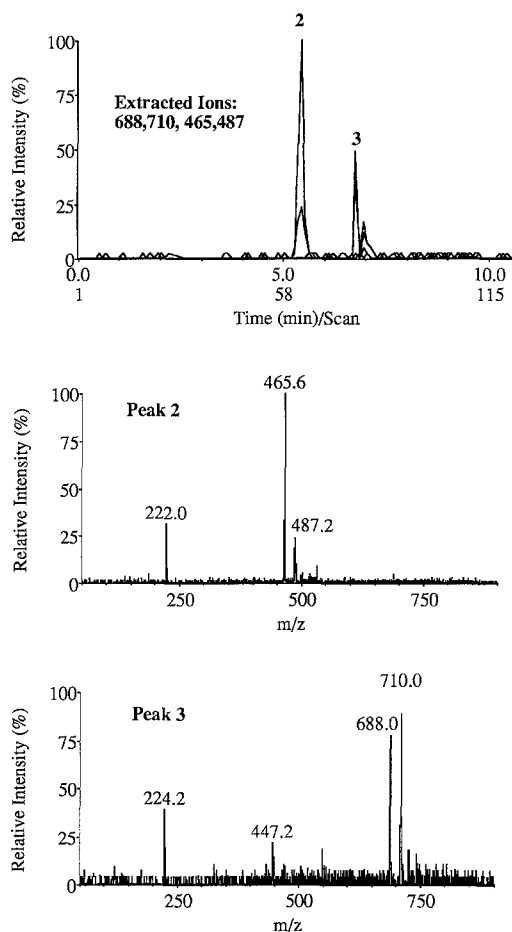 2
100
75
50
25
0
Relative Intensity (%)
Extracted Ions:
688,710, 465,487
3
0.0 5.0 10.0
1 58 115
Time (min)/Scan
465.6
100
75
50
25
0
Relative Intensity (%)
Peak 2
222.0
487.2
250 500 750
m/z
710.0
100
75
50
25
0
Relative Intensity (%)
Peak 3
688.0
224.2
447.2
250 500 750
m/z